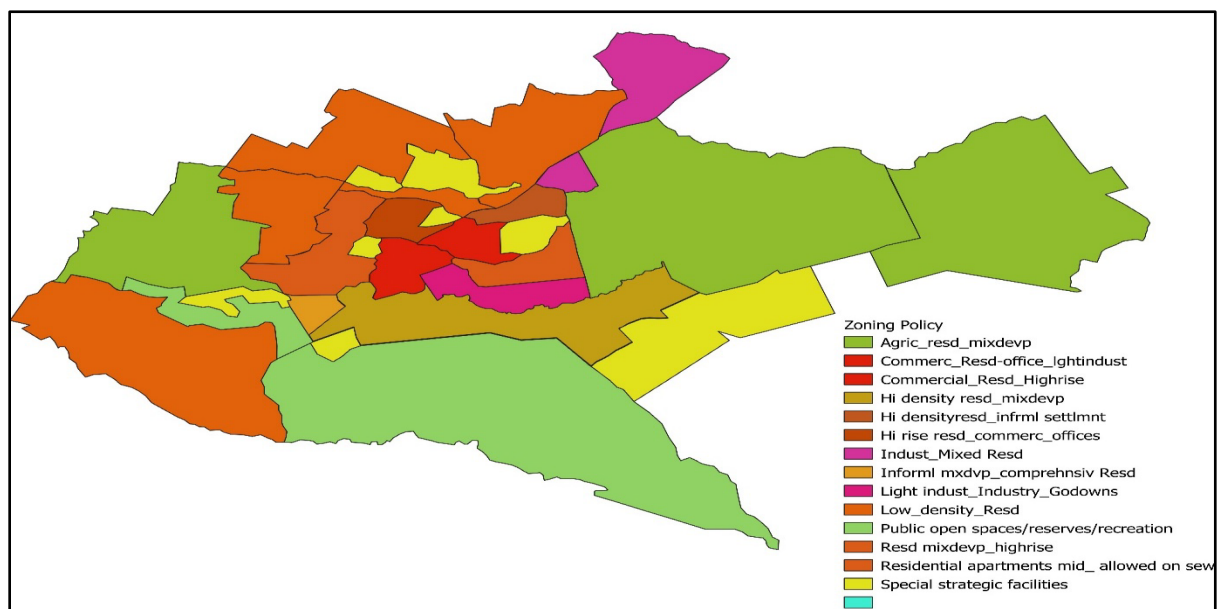 Zoning Policy
Agric_resd_mixdevp
Commerc_Resd-office_lghtindust
Commercial_Resd_Highrise
Hi density resd_mixdevp
Hi densityresd_infrml settlmnt
Hi rise resd_commerc_offices
Indust_Mixed Resd
Informl mxdvp_comprehnsiv Resd
Light indust_Industry_Godowns
Low_density_Resd
Public open spaces/reserves/recreation
Resd mixdevp_highrise
Residential apartments mid_ allowed on sew
Special strategic facilities